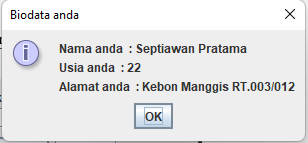 Biodata anda
Nama anda : Septiawan Pratama
Usia anda : 22
Alamat anda : Kebon Manggis RT.003/012
OK